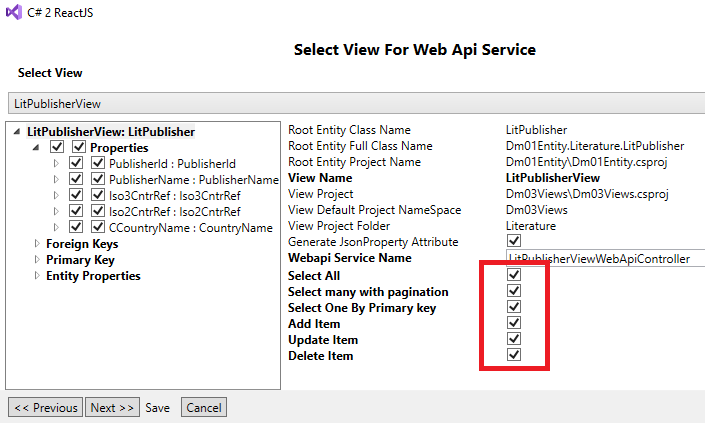 C# 2 ReactJS
Select View For Web Api Service
Select View
LitPublisherView
LitPublisherView: LitPublisher
Properties
PublisherId : PublisherId
PublisherName : PublisherName
Iso3CntrRef : Iso3CntrRef
Iso2CntrRef : Iso2CntrRef
CCountryName : CountryName
Foreign Keys
Primary Key
Entity Properties
Root Entity Class Name LitPublisher
Root Entity Full Class Name Dm01Entity.Literature.LitPublisher
Root Entity Project Name Dm01Entity\Dm01Entity.csproj
View Name LitPublisherView
View Project Dm03Views\Dm03Views.csproj
View Default Project NameSpace Dm03Views
View Project Folder Literature
Generate JsonProperty Attribute
Webapi Service Name LitPublisherViewWebApiController
Select All
Select many with pagination
Select One By Primary key
Add Item
Update Item
Delete Item
<< Previous Next >> Save Cancel